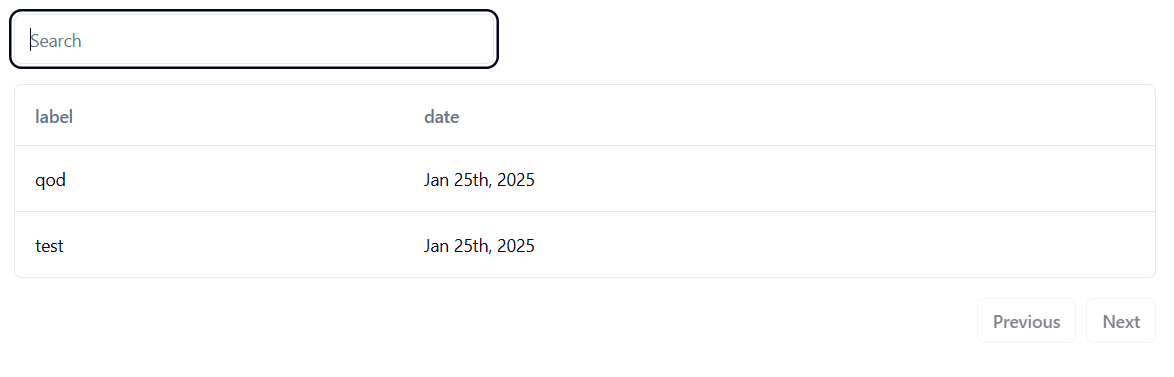 Search
label date
qod Jan 25th, 2025
test Jan 25th, 2025
Previous Next